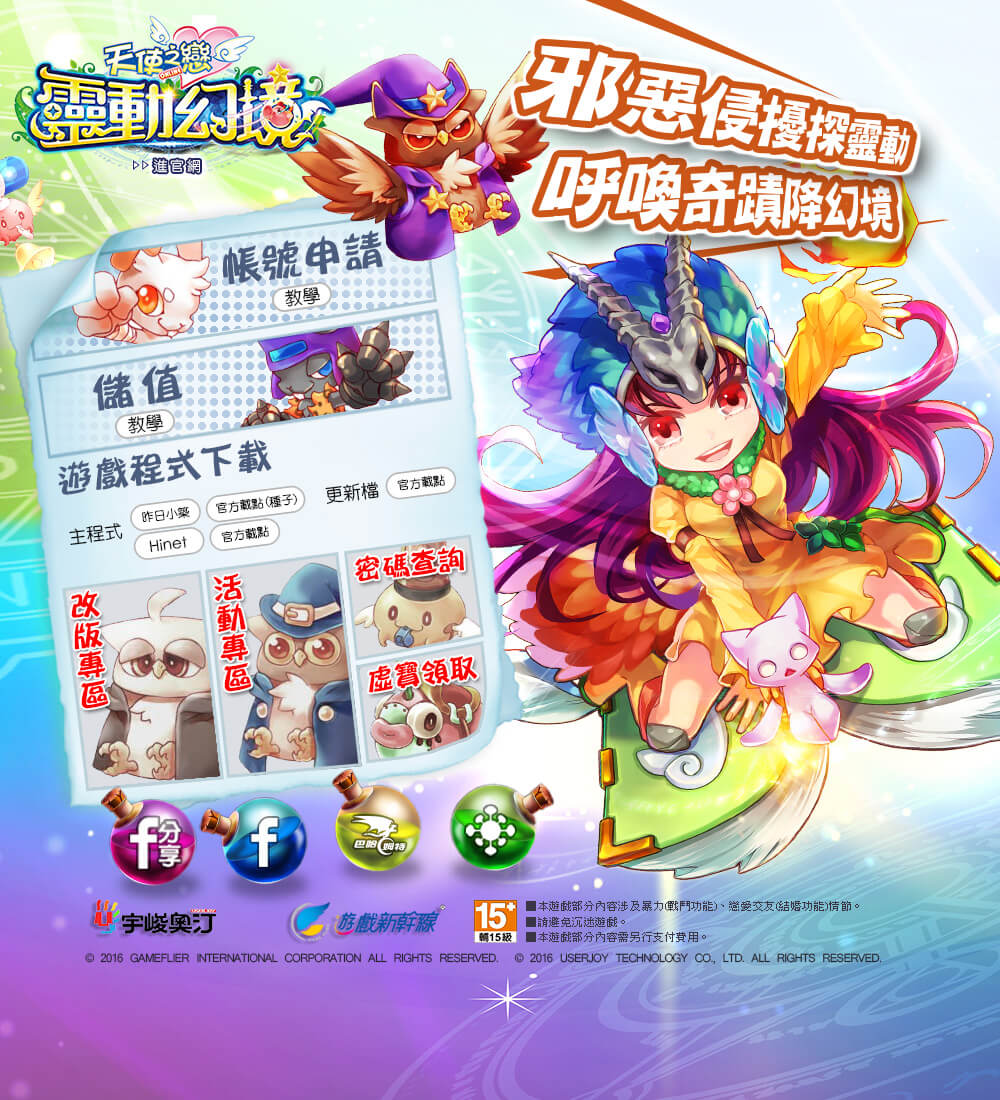 天使之戀
ONLINE
靈動幻境
▷▷進官網
邪惡侵擾探靈動
呼喚奇蹟降幻境
帳號申請
教學
儲值
教學
遊戲程式下載
主程式 昨日小築 官方載點(種子) 更新檔 官方載點
Hinet 官方載點
改版專區
活動專區
密碼查詢
虛寶領取
f分享
f
巴哈姆特
宇峻奧汀
遊戲新幹線
15+
輔15級
■本遊戲部分內容涉及暴力(戰鬥功能)、戀愛交友(結婚功能)情節。
■請避免沉迷遊戲。
■本遊戲部分內容需另行支付費用。
© 2016 GAMEFLIER INTERNATIONAL CORPORATION ALL RIGHTS RESERVED. © 2016 USERJOY TECHNOLOGY CO., LTD. ALL RIGHTS RESERVED.